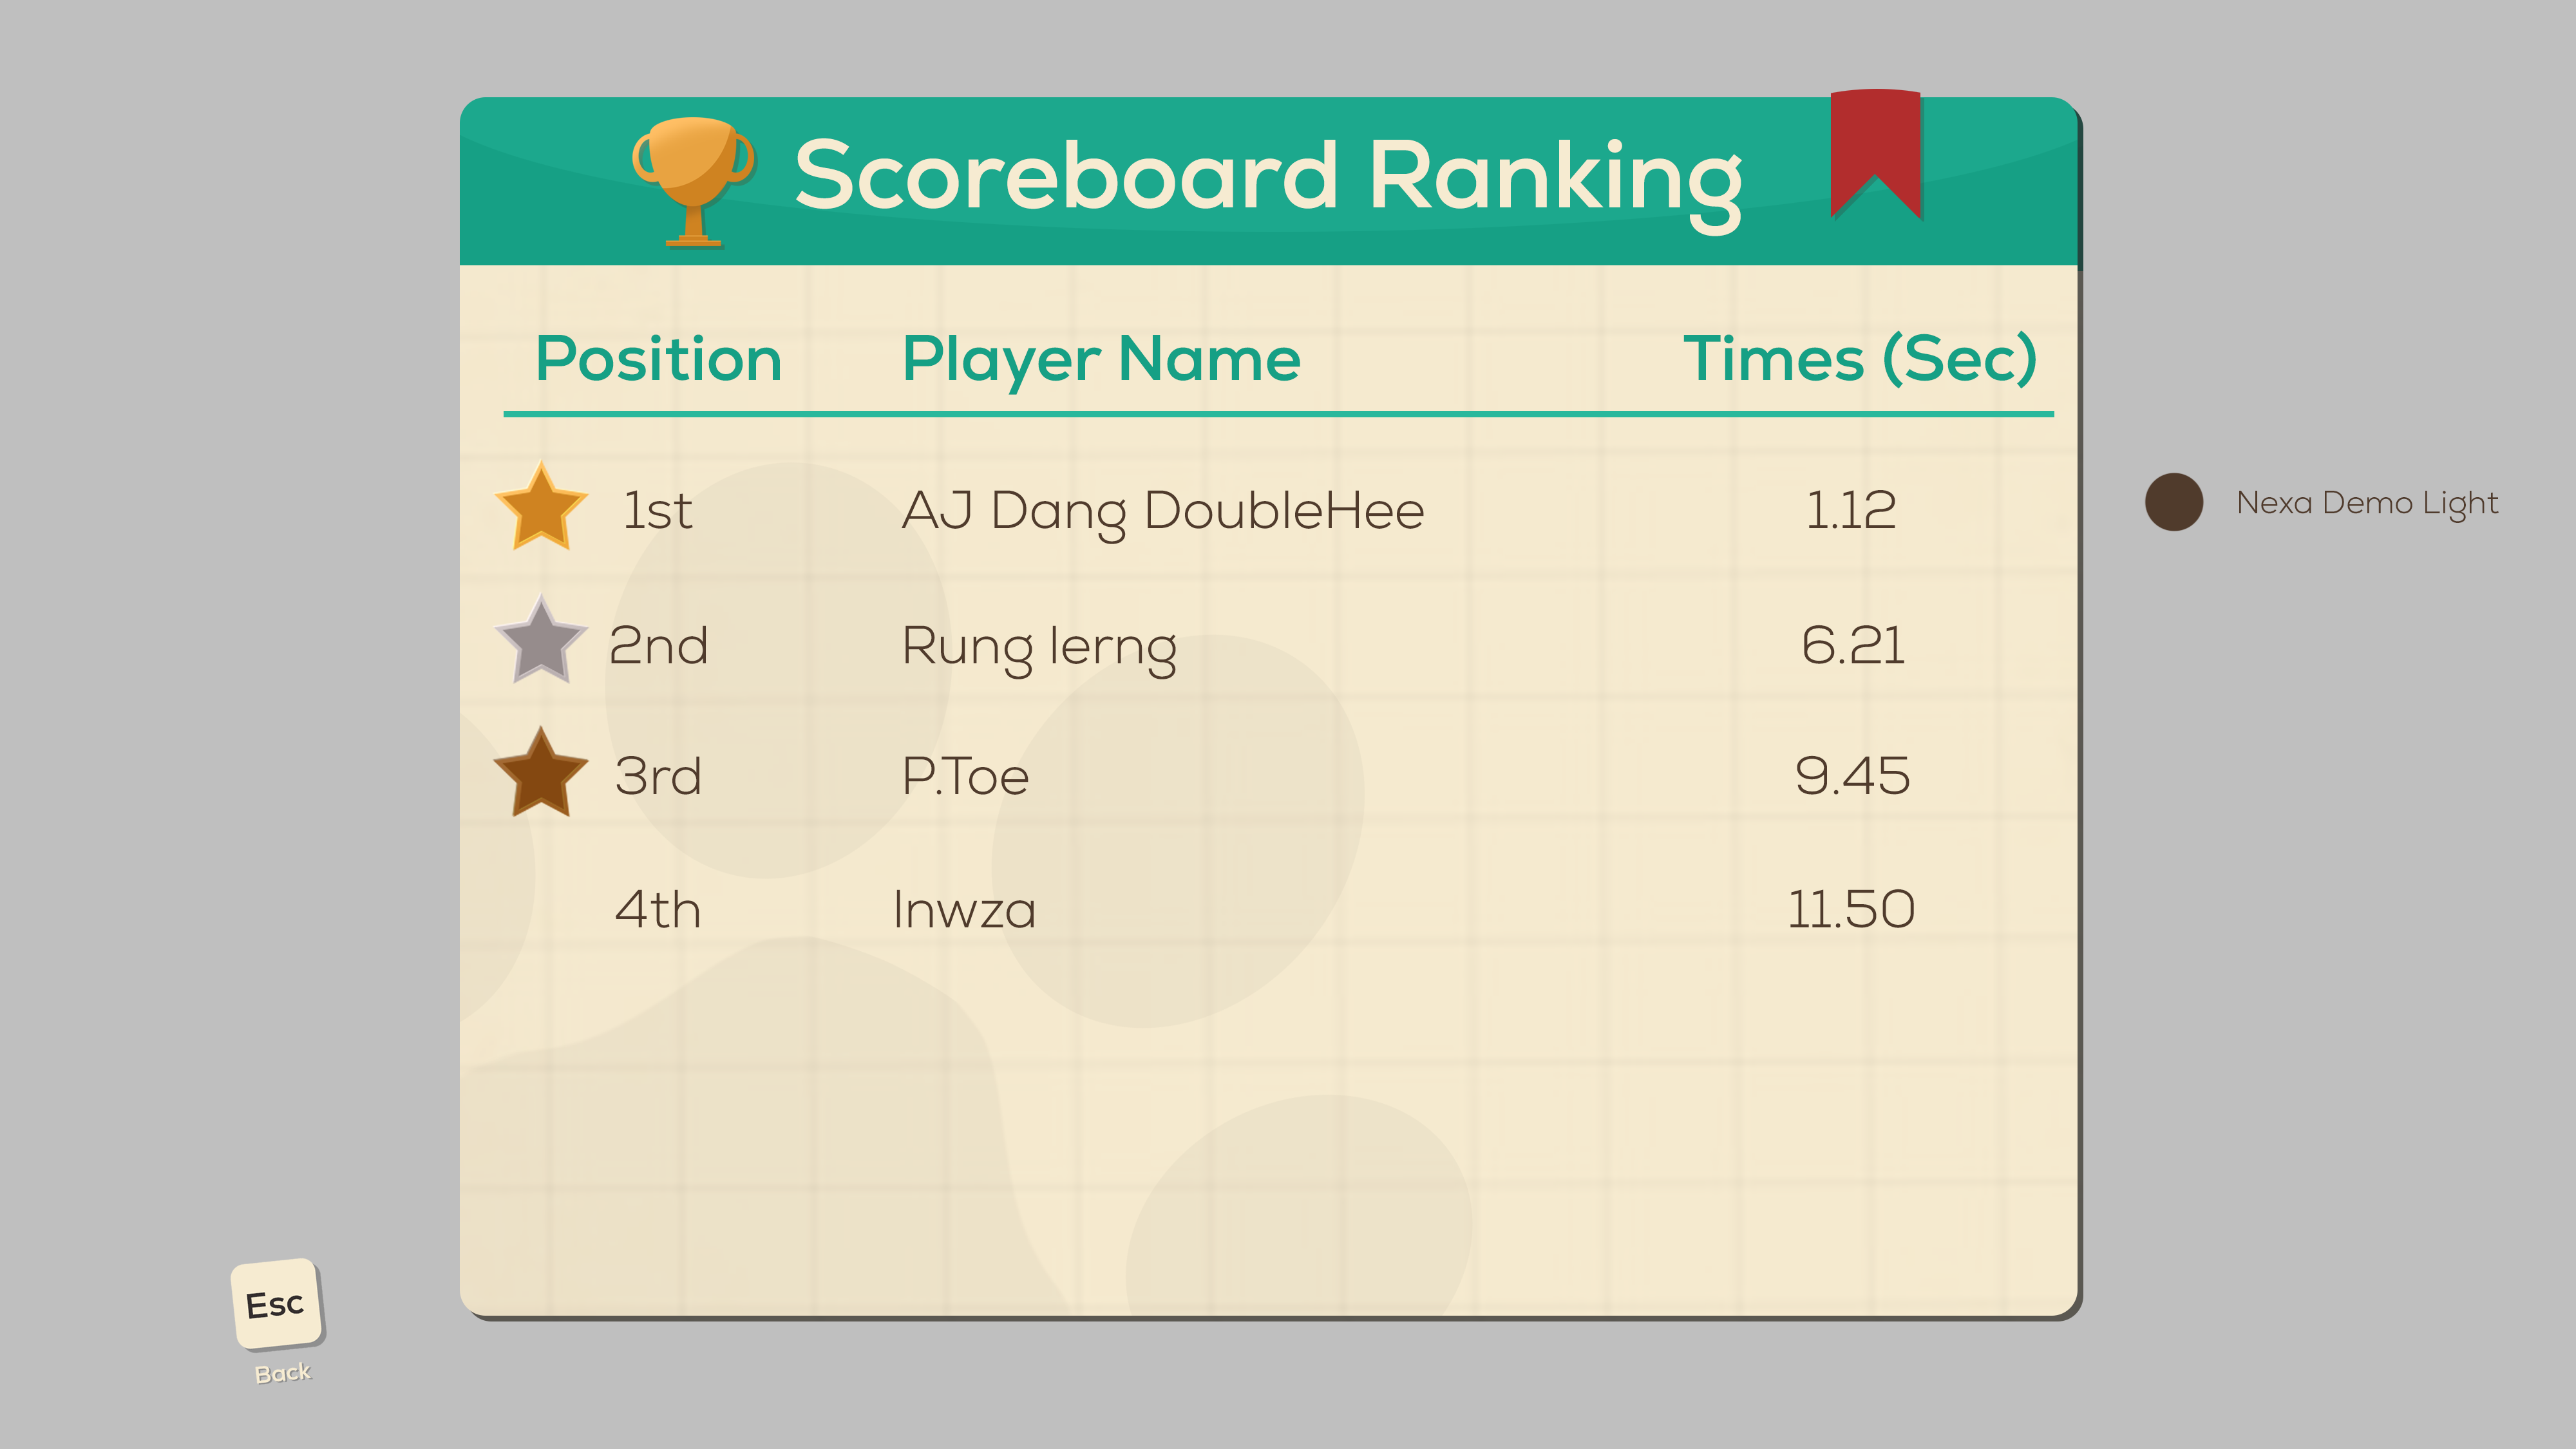 Scoreboard Ranking
Position Player Name Times (Sec)
1st AJ Dang DoubleHee 1.12
Nexa Demo Light
2nd Rung lerng 6.21
3rd P.Toe 9.45
4th lnwza 11.50
Esc
Back